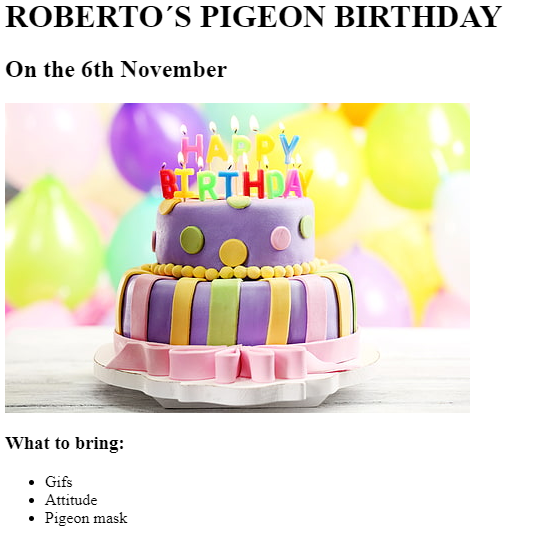 ROBERTO´S PIGEON BIRTHDAY
On the 6th November
HAPPY
BIRTHDAY
What to bring:
Gifs
Attitude
Pigeon mask